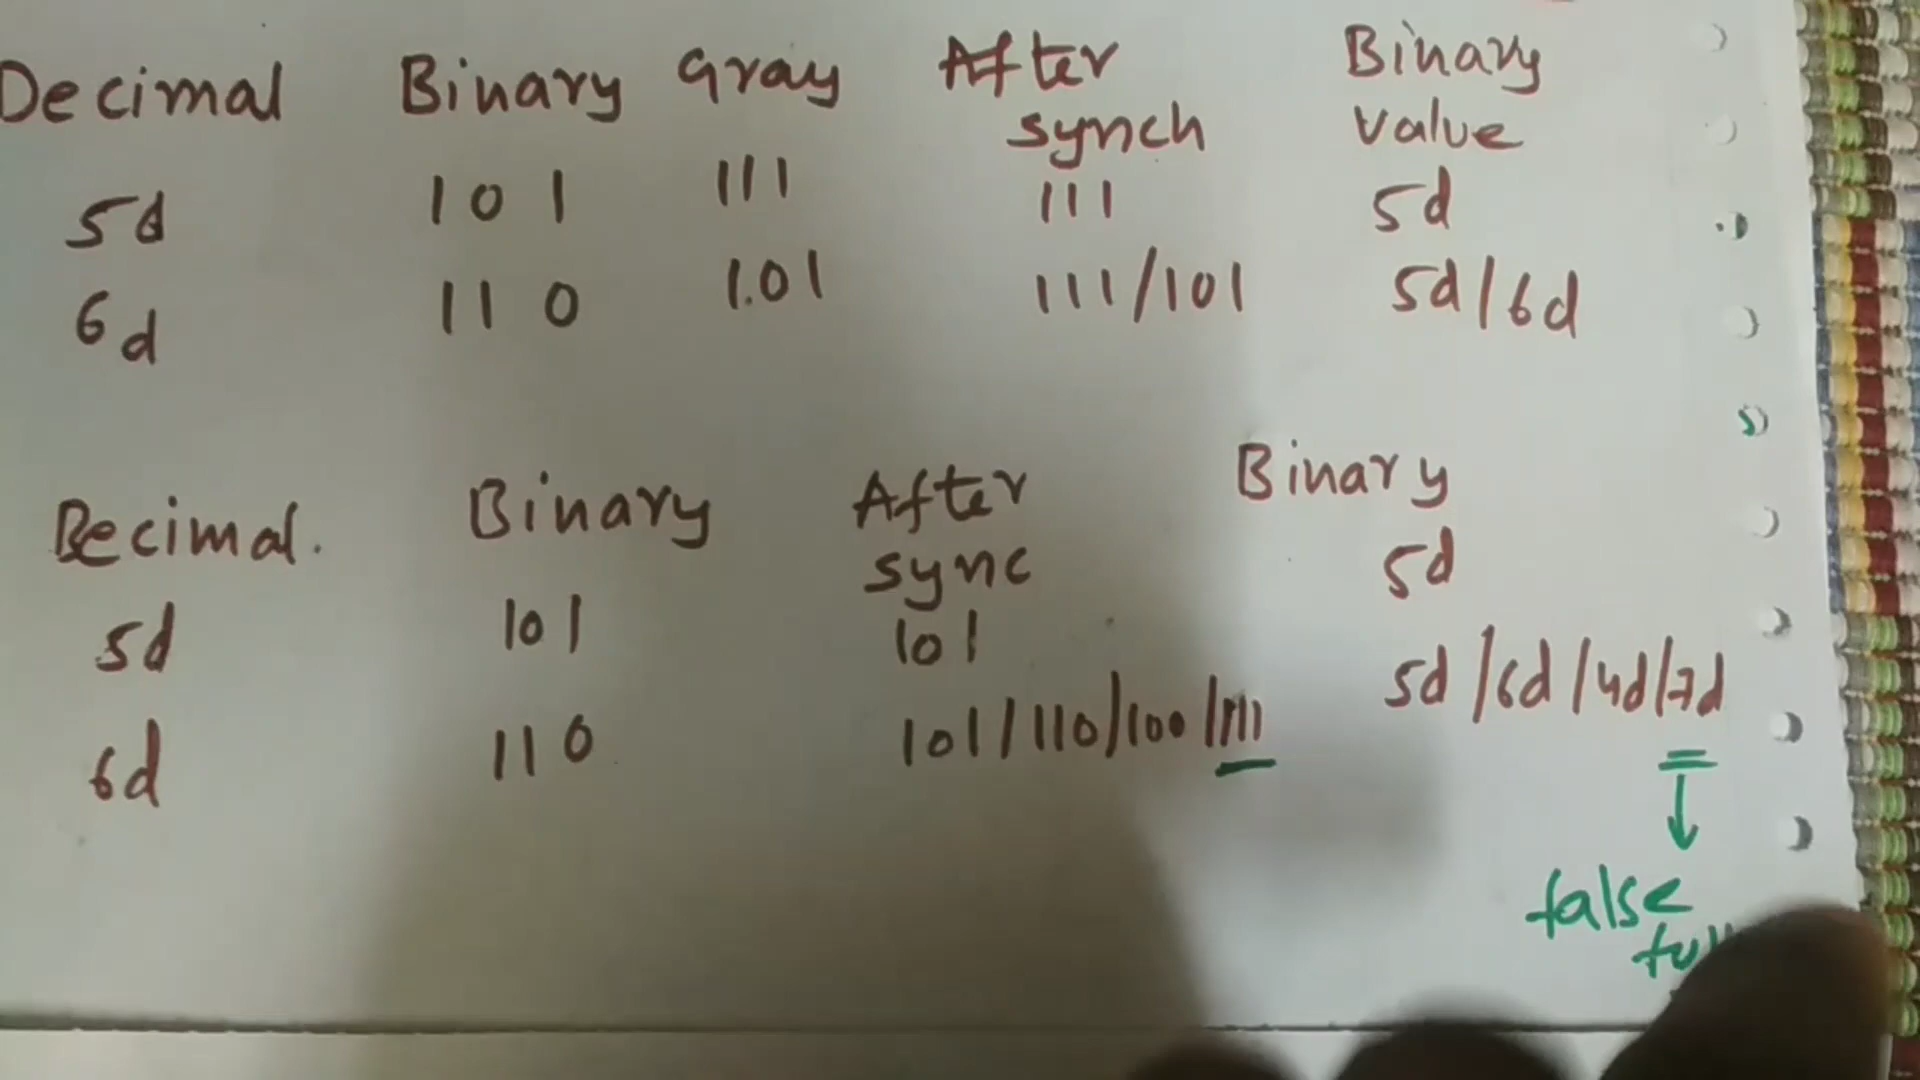 Decimal Binary Gray After synch Binary value
5d 101 111 111 5d
6d 110 1.01 111/101 5d/6d
Decimal. Binary After sync Binary
5d 101 101 5d
6d 110 101/110/100/111 5d/6d/4d/7d
false